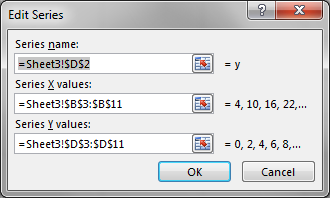 Edit Series
Series name:
=Sheet3!$D$2 = y
Series X values:
=Sheet3!$B$3:$B$11 = 4, 10, 16, 22,...
Series Y values:
=Sheet3!$D$3:$D$11 = 0, 2, 4, 6, 8,...
OK Cancel